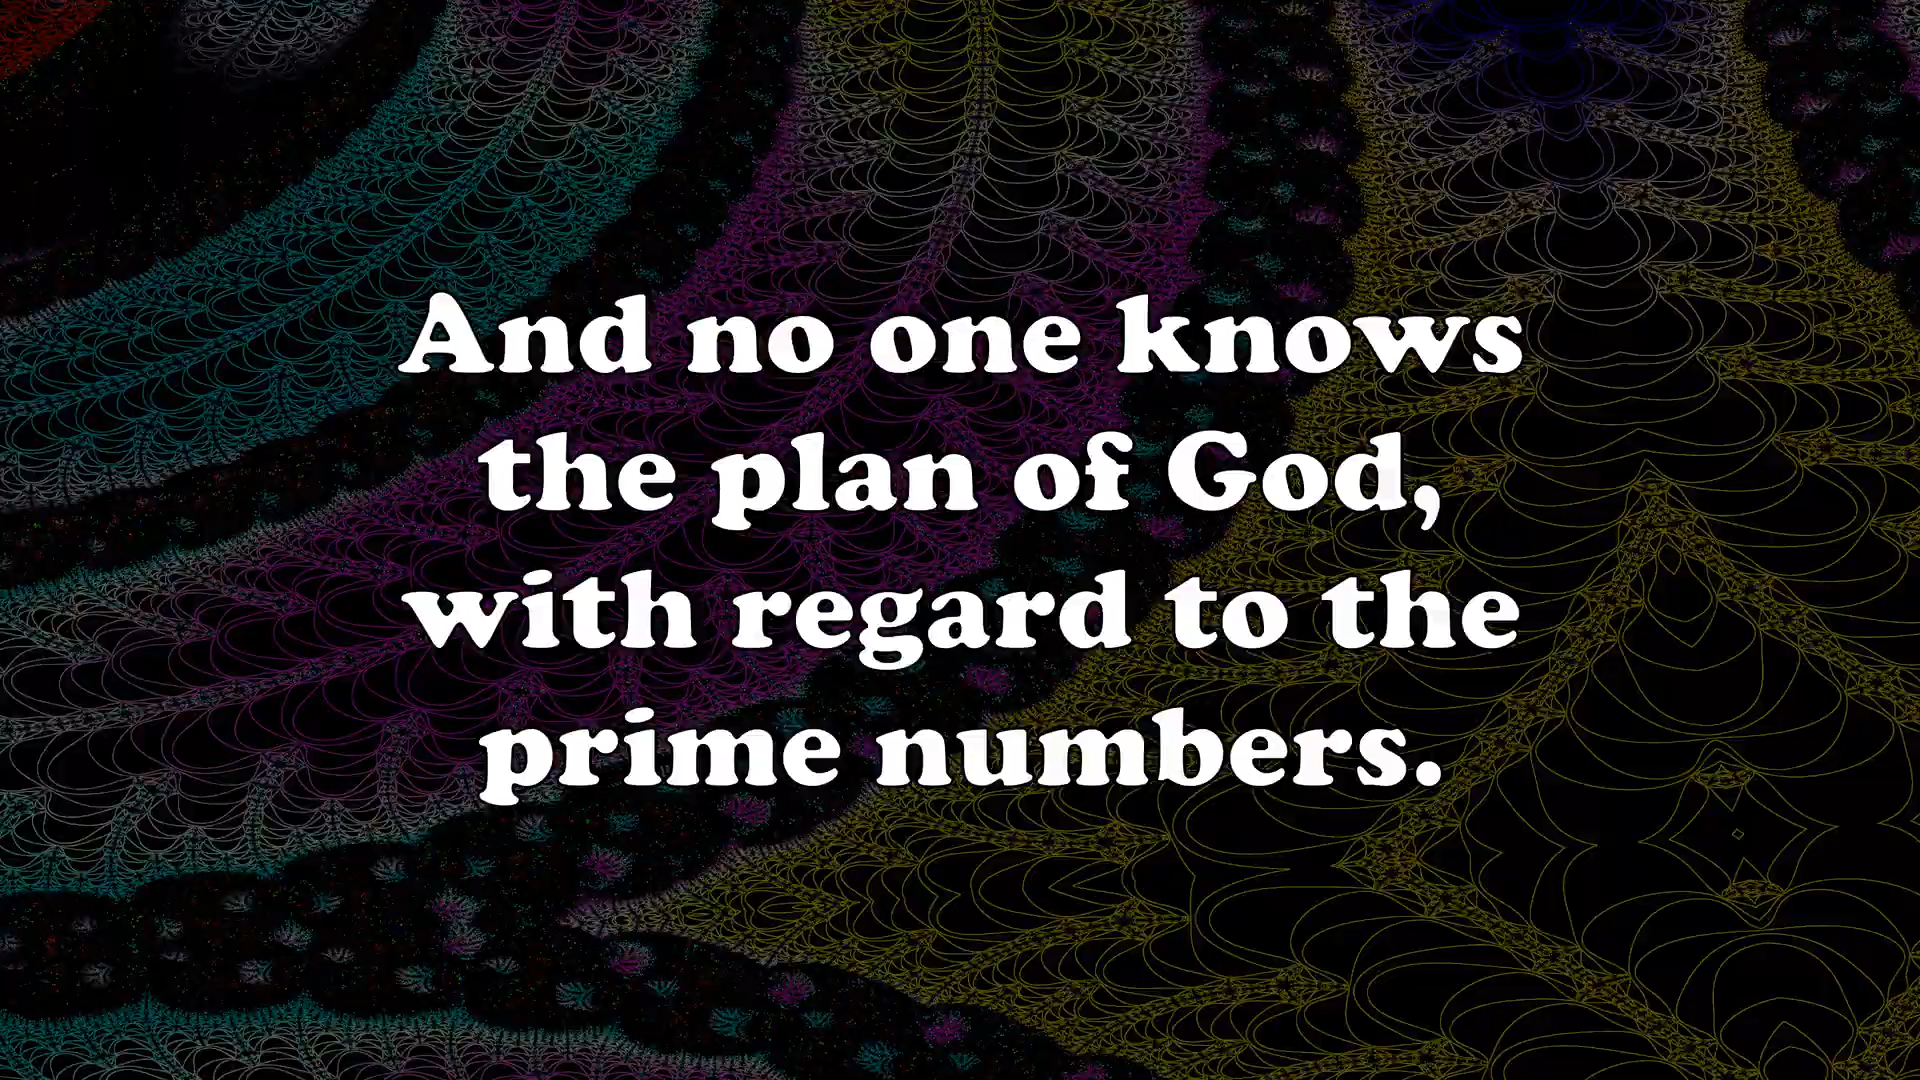 And no one knows
the plan of God,
with regard to the
prime numbers.